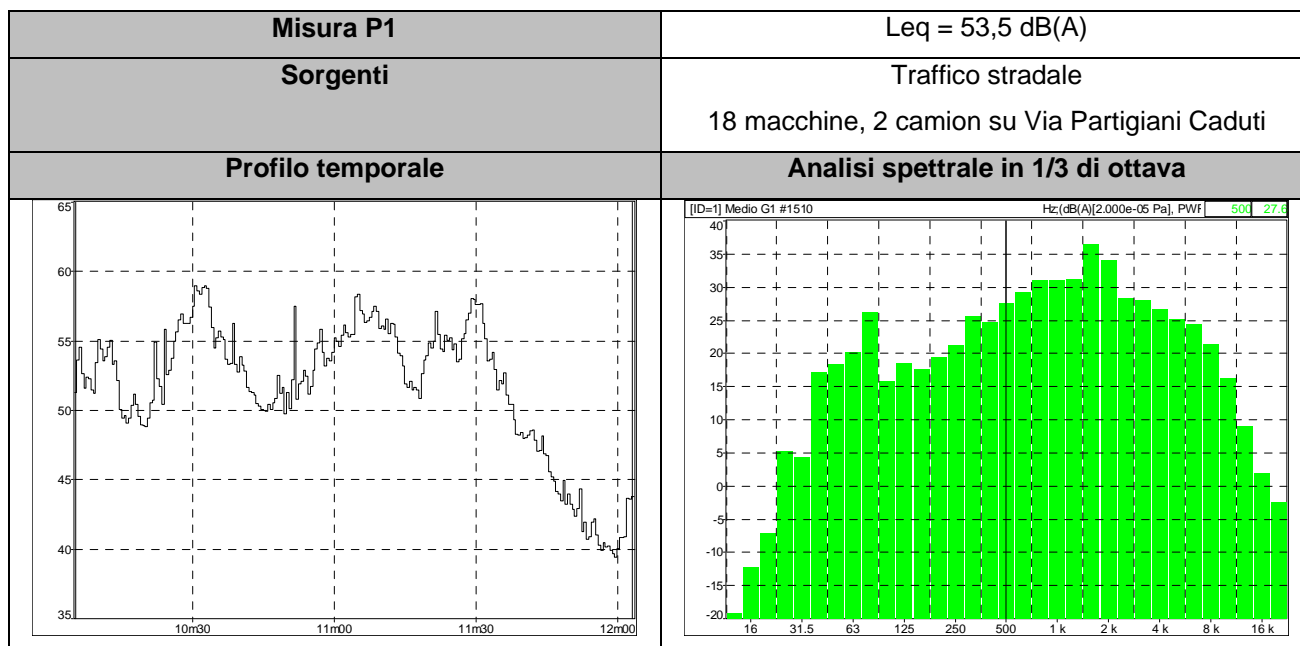 Misura P1
Leq = 53,5 dB(A)
Sorgenti
Traffico stradale
18 macchine, 2 camion su Via Partigiani Caduti
Profilo temporale
Analisi spettrale in 1/3 di ottava
65
60
55
50
45
40
35
10m30 11m00 11m30 12m00
[ID=1] Medio G1 #1510 Hz;(dB(A)[2.000e-05 Pa], PWR 500 27.6
40
35
30
25
20
15
10
5
0
-5
-10
-15
-20
16 31.5 63 125 250 500 1 k 2 k 4 k 8 k 16 k